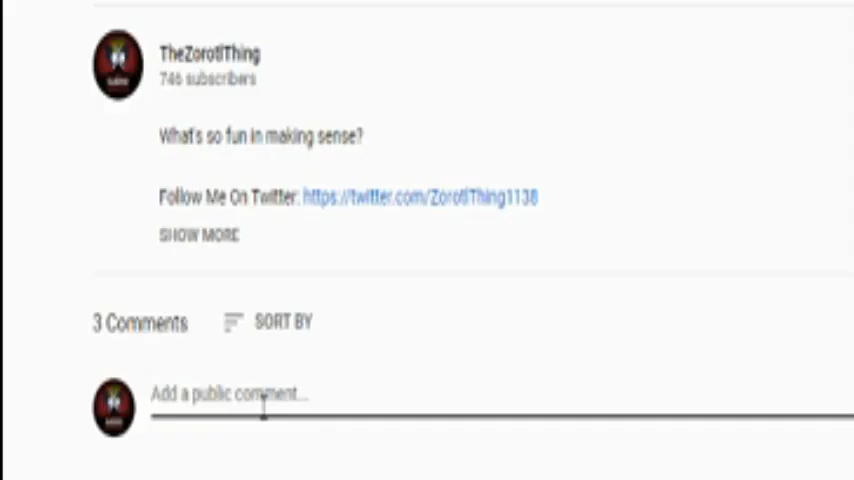 TheZorotlThing
746 subscribers
What's so fun in making sense?
Follow Me On Twitter: https://twitter.com/ZorotlThing1138
SHOW MORE
3 Comments SORT BY
Add a public comment...